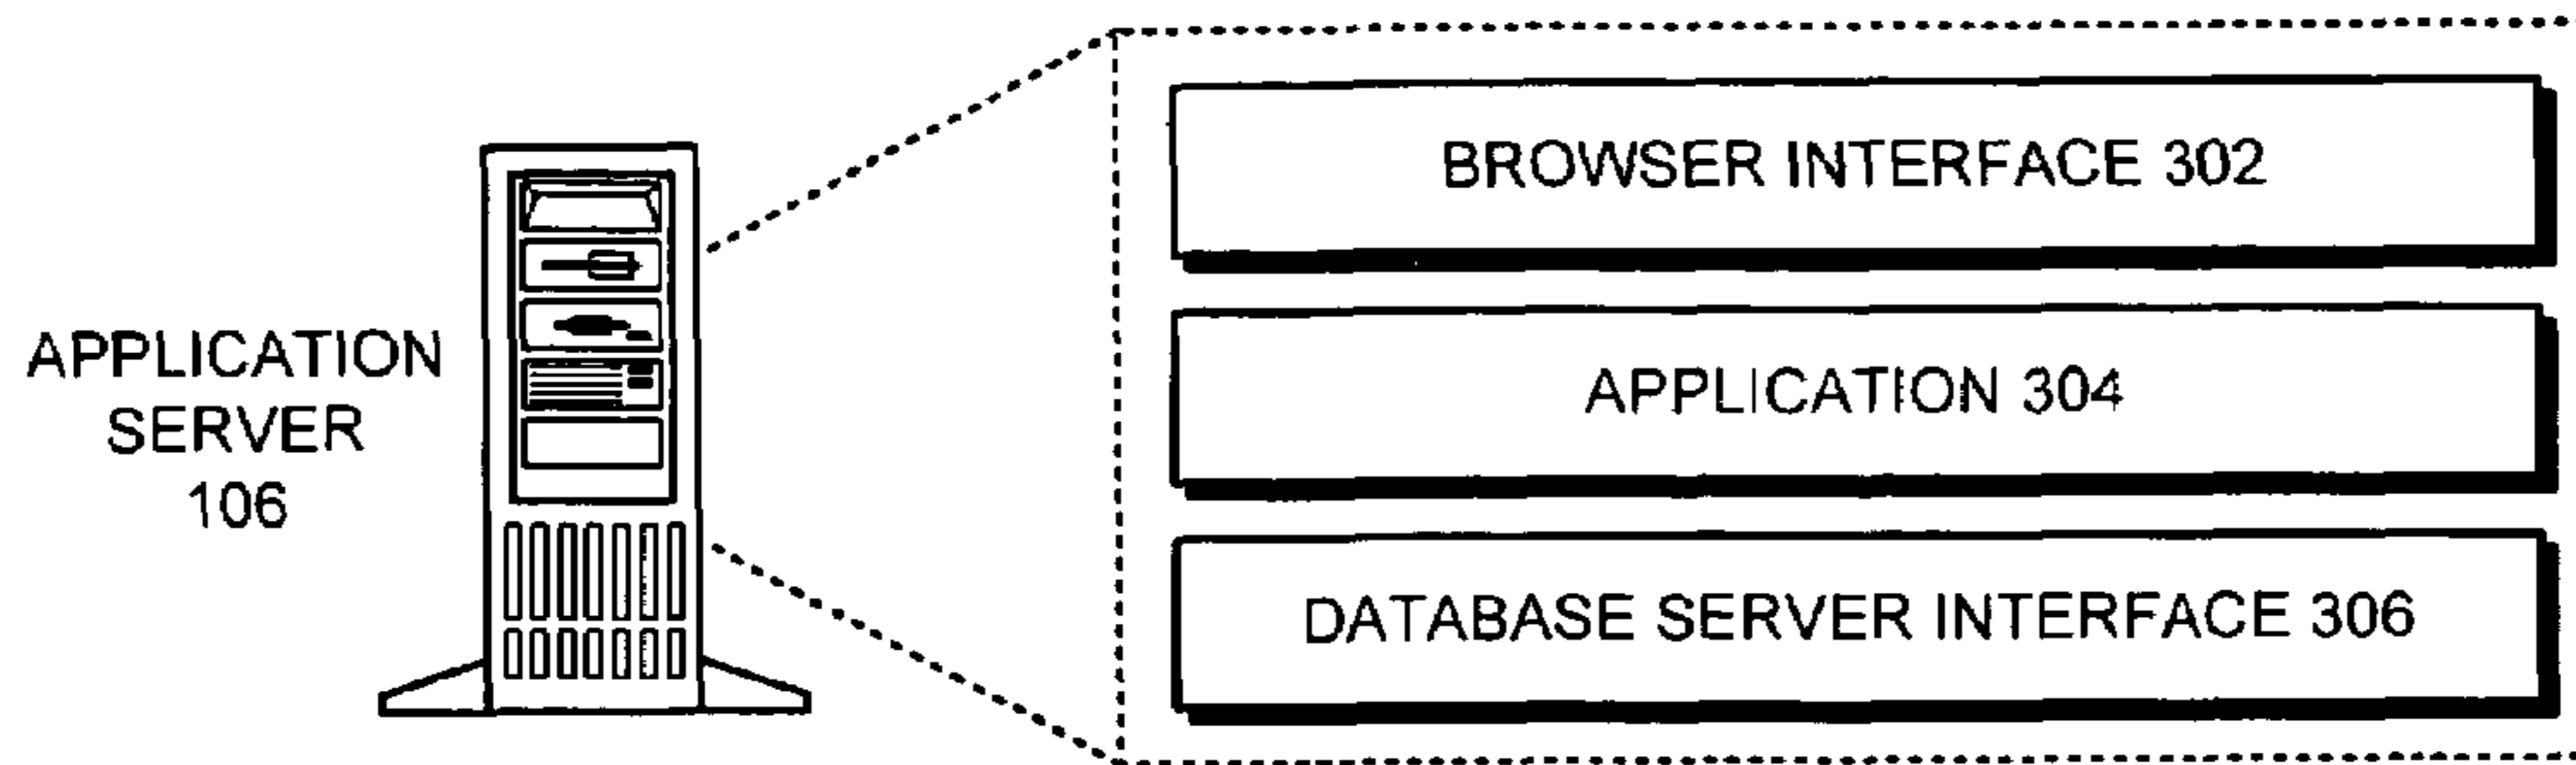 APPLICATION
SERVER
106
BROWSER INTERFACE 302
APPLICATION 304
DATABASE SERVER INTERFACE 306